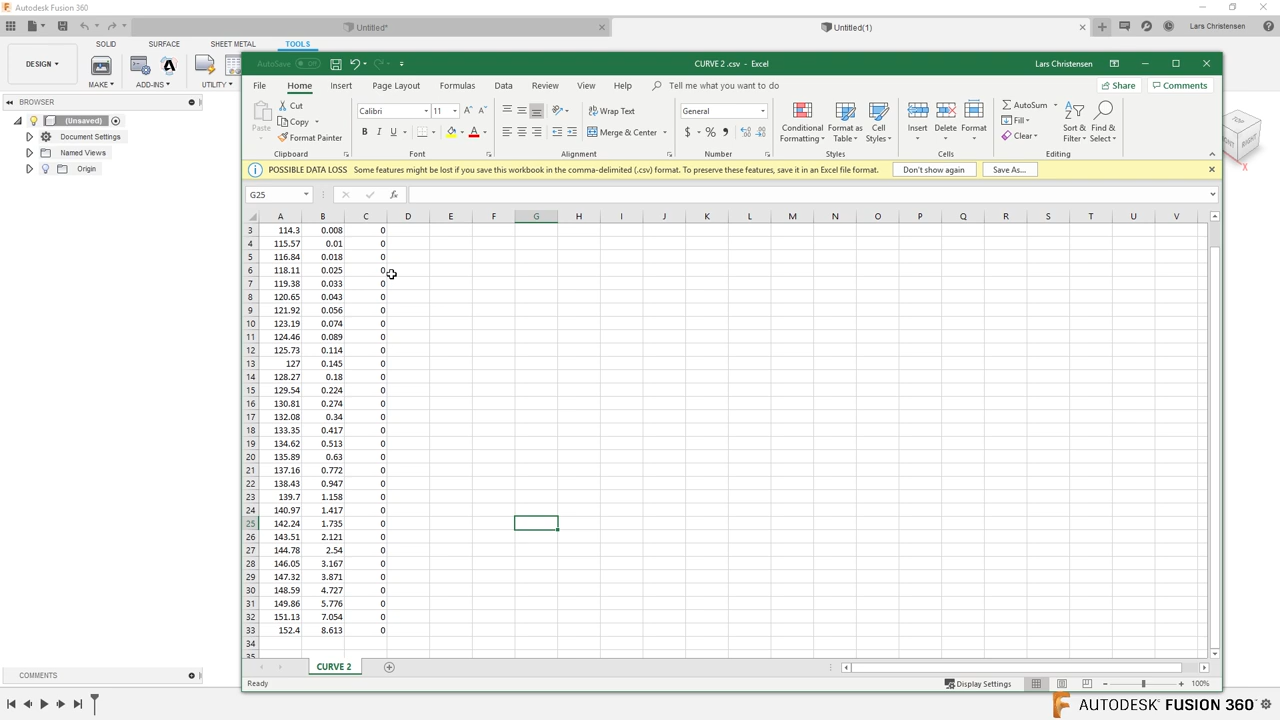 Autodesk Fusion 360
Untitled*
Untitled(1)
Lars Christensen
DESIGN
SOLID
SURFACE
SHEET METAL
TOOLS
MAKE
ADD-INS
UTILITY
BROWSER
(Unsaved)
Document Settings
Named Views
Origin
AutoSave
Off
CURVE 2 .csv - Excel
Lars Christensen
File Home Insert Page Layout Formulas Data Review View Help Tell me what you want to do Share Comments
Paste
Cut
Copy
Format Painter
Clipboard
Calibri 11
B I U
Font
Wrap Text
Merge & Center
Alignment
General
$ % ,
Number
Conditional Formatting
Format as Table
Cell Styles
Styles
Insert Delete Format
Cells
AutoSum
Fill
Clear
Sort & Filter
Find & Select
Editing
POSSIBLE DATA LOSS Some features might be lost if you save this workbook in the comma-delimited (.csv) format. To preserve these features, save it in an Excel file format. Don't show again Save As...
G25 fx
A B C D E F G H I J K L M N O P Q R S T U V
3 114.3 0.008 0
4 115.57 0.01 0
5 116.84 0.018 0
6 118.11 0.025 0
7 119.38 0.033 0
8 120.65 0.043 0
9 121.92 0.056 0
10 123.19 0.074 0
11 124.46 0.089 0
12 125.73 0.114 0
13 127 0.145 0
14 128.27 0.18 0
15 129.54 0.224 0
16 130.81 0.274 0
17 132.08 0.34 0
18 133.35 0.417 0
19 134.62 0.513 0
20 135.89 0.63 0
21 137.16 0.772 0
22 138.43 0.947 0
23 139.7 1.158 0
24 140.97 1.417 0
25 142.24 1.735 0
26 143.51 2.121 0
27 144.78 2.54 0
28 146.05 3.167 0
29 147.32 3.871 0
30 148.59 4.727 0
31 149.86 5.776 0
32 151.13 7.054 0
33 152.4 8.613 0
34
35
CURVE 2
Ready
Display Settings
100%
COMMENTS
AUTODESK FUSION 360
TOP
RIGHT
X